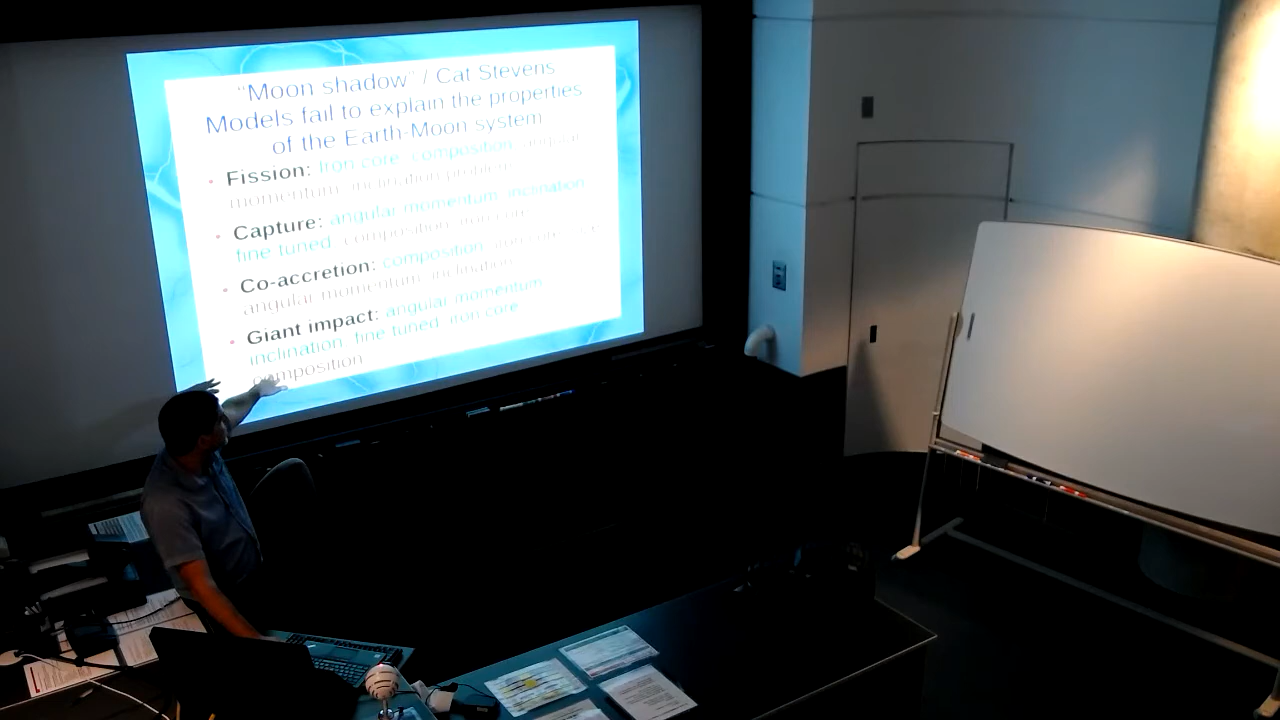 “Moon shadow” / Cat Stevens
Models fail to explain the properties
of the Earth-Moon system
• Fission: Iron core, composition, angular
momentum, inclination problem
• Capture: angular momentum, inclination
fine tuned, composition, iron core
• Co-accretion: composition, iron core,
angular momentum, inclination
• Giant impact: angular momentum
inclination, fine tuned, iron core
composition